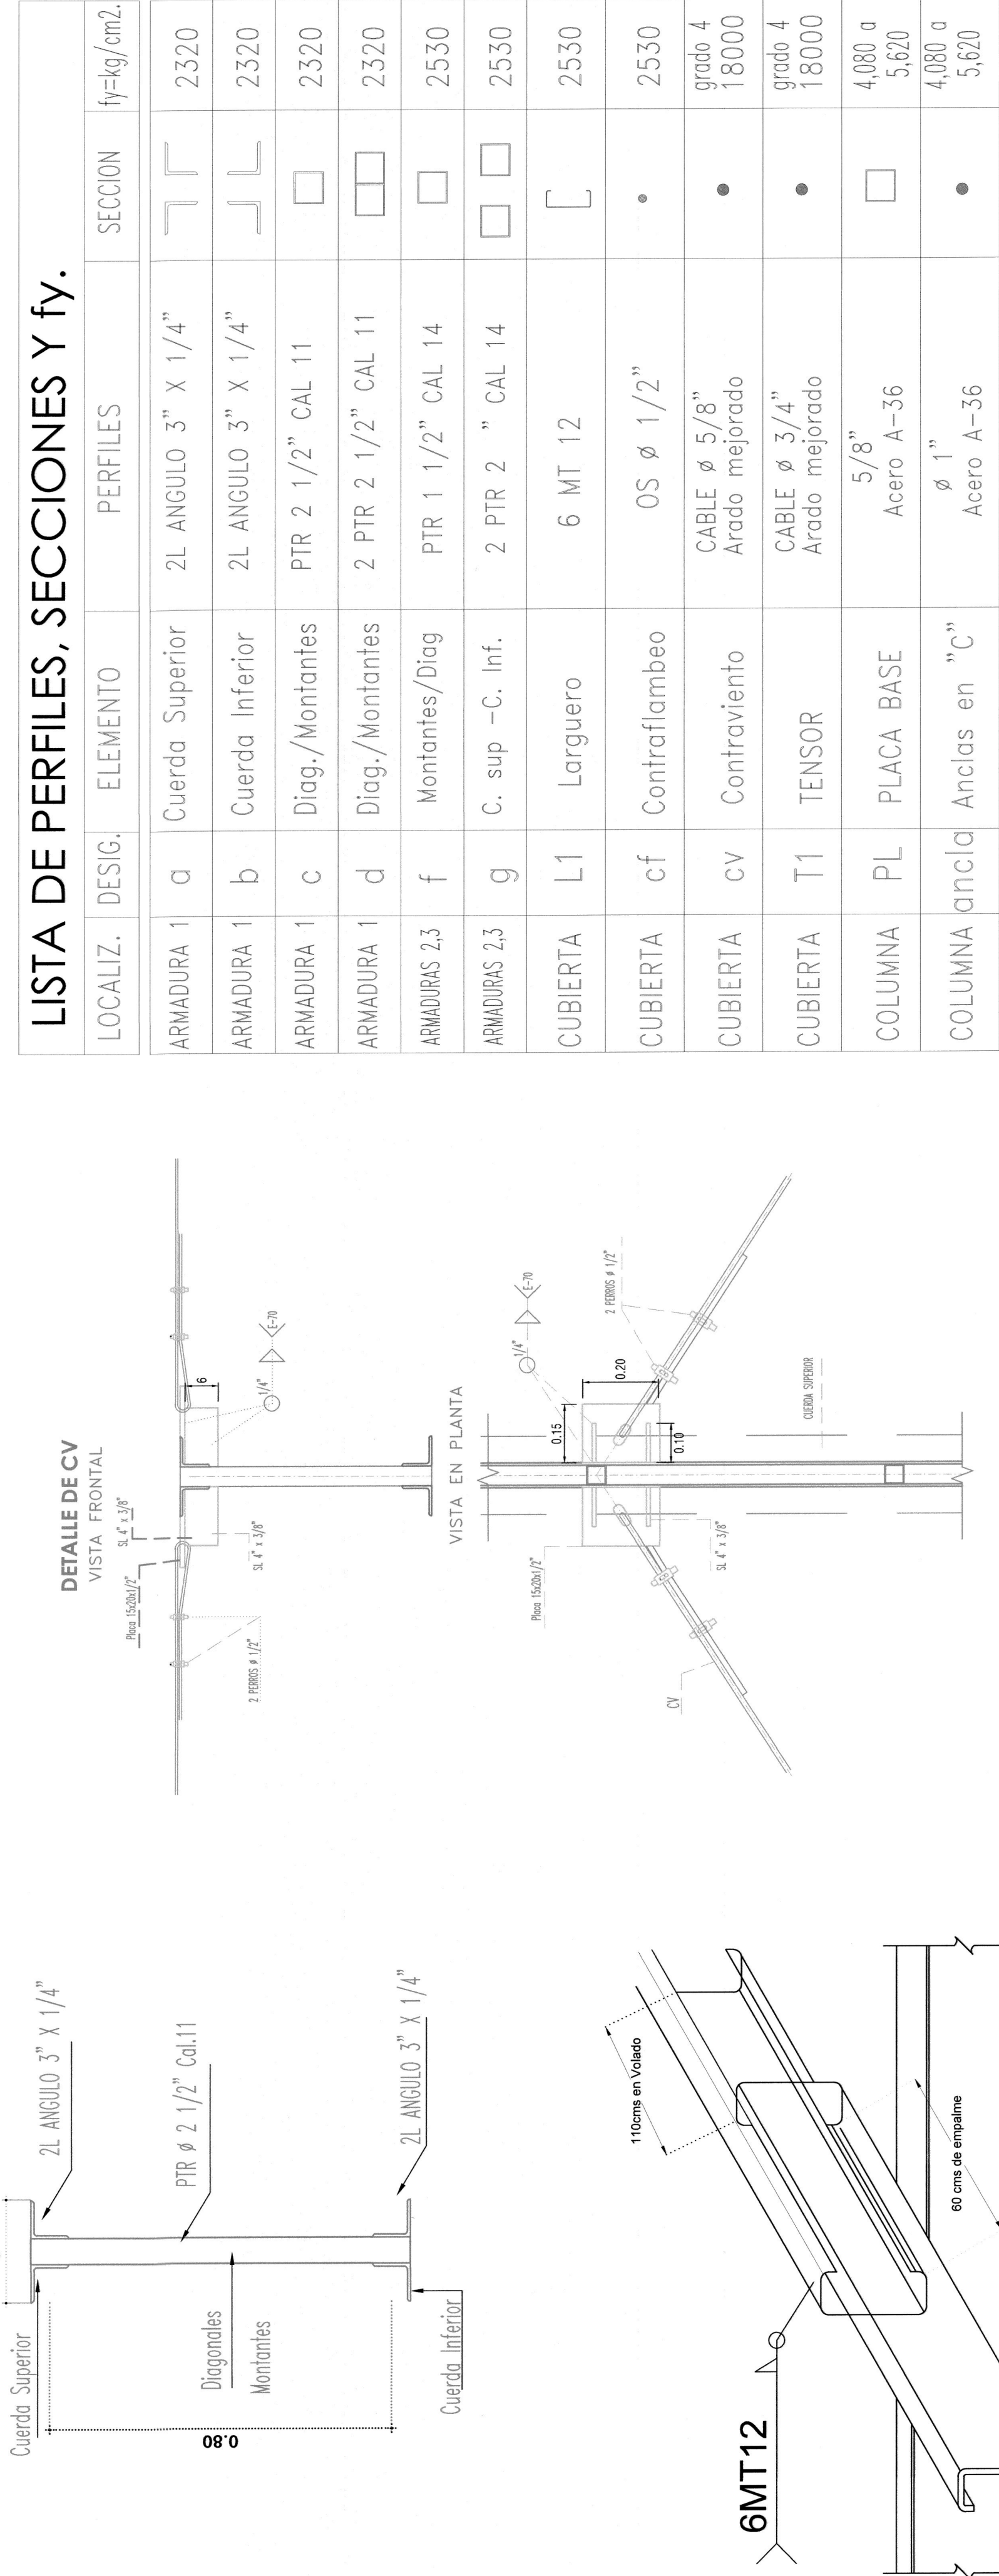 LISTA DE PERFILES, SECCIONES Y fy.
LOCALIZ. DESIG. ELEMENTO PERFILES SECCION fy=kg/cm2.
ARMADURA 1 a Cuerda Superior 2L ANGULO 3" X 1/4" 2320
ARMADURA 1 b Cuerda Inferior 2L ANGULO 3" X 1/4" 2320
ARMADURA 1 c Diag./Montantes PTR 2 1/2" CAL 11 2320
ARMADURA 1 d Diag./Montantes 2 PTR 2 1/2" CAL 11 2320
ARMADURAS 2,3 f Montantes/Diag PTR 1 1/2" CAL 14 2530
ARMADURAS 2,3 g C. sup -C. Inf. 2 PTR 2 " CAL 14 2530
CUBIERTA L1 Larguero 6 MT 12 2530
CUBIERTA cf Contraflambeo OS ø 1/2" 2530
CUBIERTA cv Contraviento CABLE ø 5/8" grado 4
Arado mejorado 18000
CUBIERTA T1 TENSOR CABLE ø 3/4" grado 4
Arado mejorado 18000
COLUMNA PL PLACA BASE 5/8" 4,080 a
Acero A-36 5,620
COLUMNA ancla Anclas en "C" ø 1" 4,080 a
Acero A-36 5,620
DETALLE DE CV
VISTA FRONTAL
SL 4" x 3/8"
Placa 15x20x1/2"
2 PERROS ø 1/2"
SL 4" x 3/8"
6
1/4"
E-70
VISTA EN PLANTA
Placa 15x20x1/2"
CV
SL 4" x 3/8"
0.15
0.20
0.10
1/4"
E-70
2 PERROS ø 1/2"
CUERDA SUPERIOR
Cuerda Superior
2L ANGULO 3" X 1/4"
PTR ø 2 1/2" Cal.11
0.80
Diagonales
Montantes
2L ANGULO 3" X 1/4"
Cuerda Inferior
6MT12
110cms en Volado
60 cms de empalme